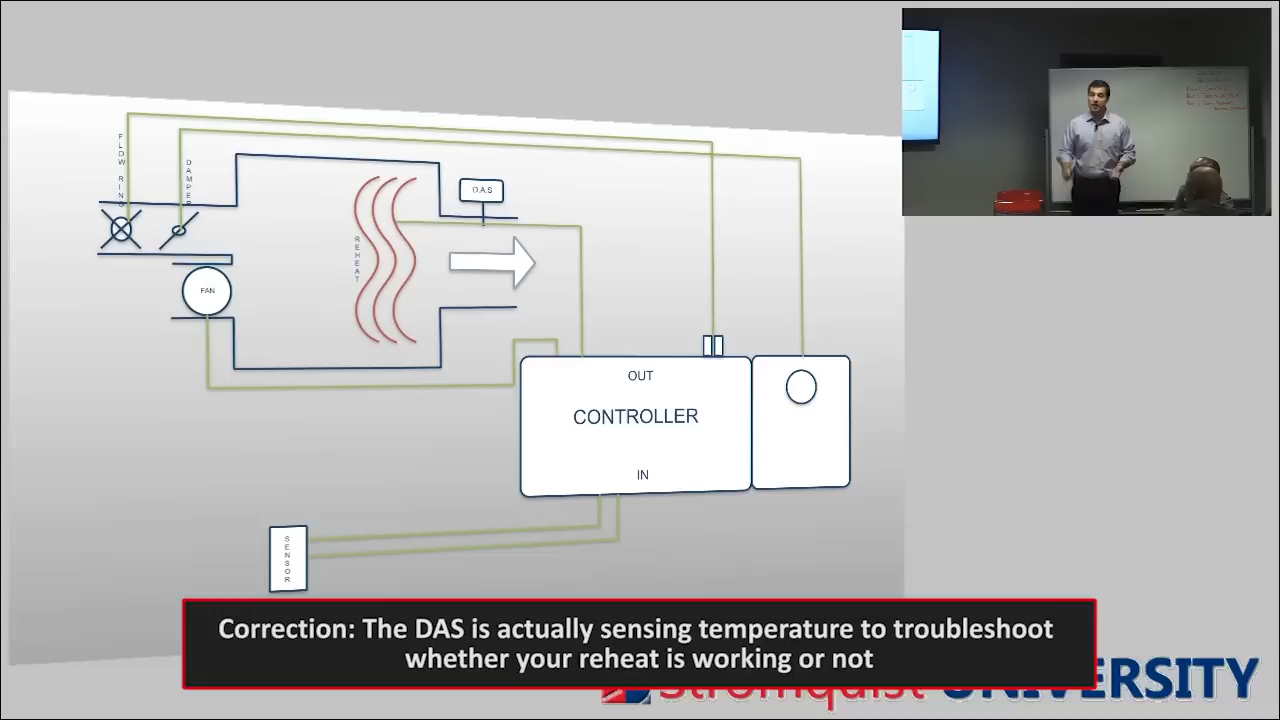 FLOW RING
DAMPER
D.A.S
REHEAT
FAN
OUT
CONTROLLER
IN
SENSOR
Correction: The DAS is actually sensing temperature to troubleshoot
whether your reheat is working or not
Stromquist UNIVERSITY